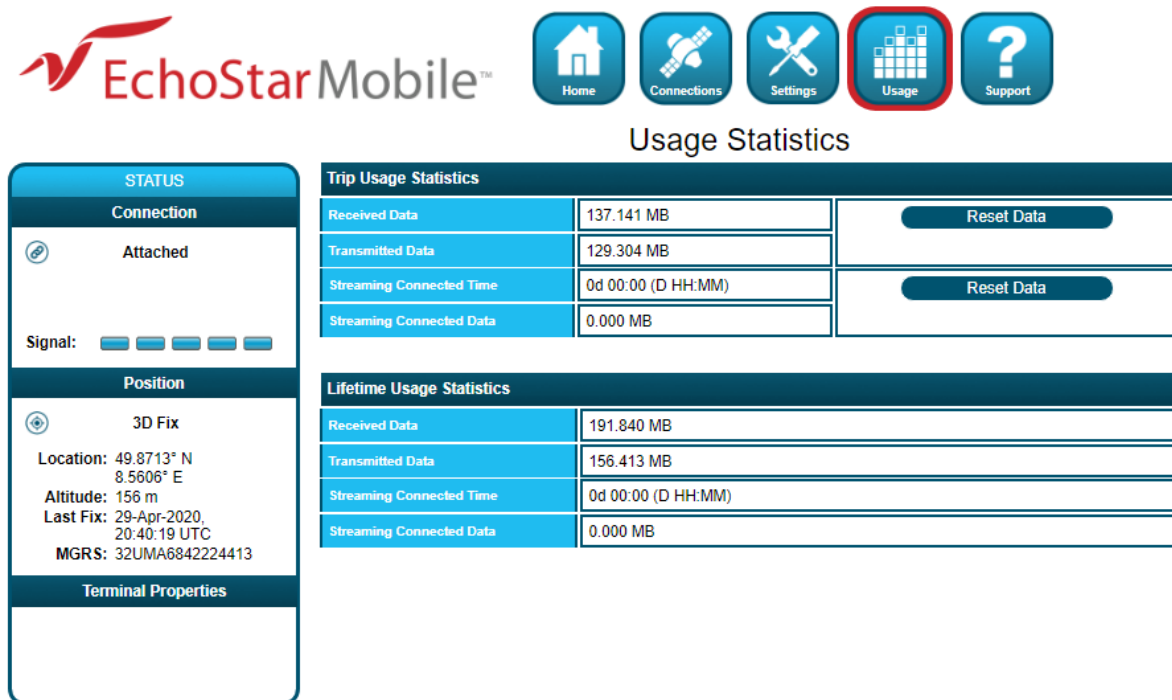 EchoStar Mobile™
Home
Connections
Settings
Usage
Support
Usage Statistics
STATUS
Connection
Attached
Signal:
Position
3D Fix
Location: 49.8713° N
8.5606° E
Altitude: 156 m
Last Fix: 29-Apr-2020,
20:40:19 UTC
MGRS: 32UMA6842224413
Terminal Properties
Trip Usage Statistics
Received Data 137.141 MB Reset Data
Transmitted Data 129.304 MB
Streaming Connected Time 0d 00:00 (D HH:MM) Reset Data
Streaming Connected Data 0.000 MB
Lifetime Usage Statistics
Received Data 191.840 MB
Transmitted Data 156.413 MB
Streaming Connected Time 0d 00:00 (D HH:MM)
Streaming Connected Data 0.000 MB